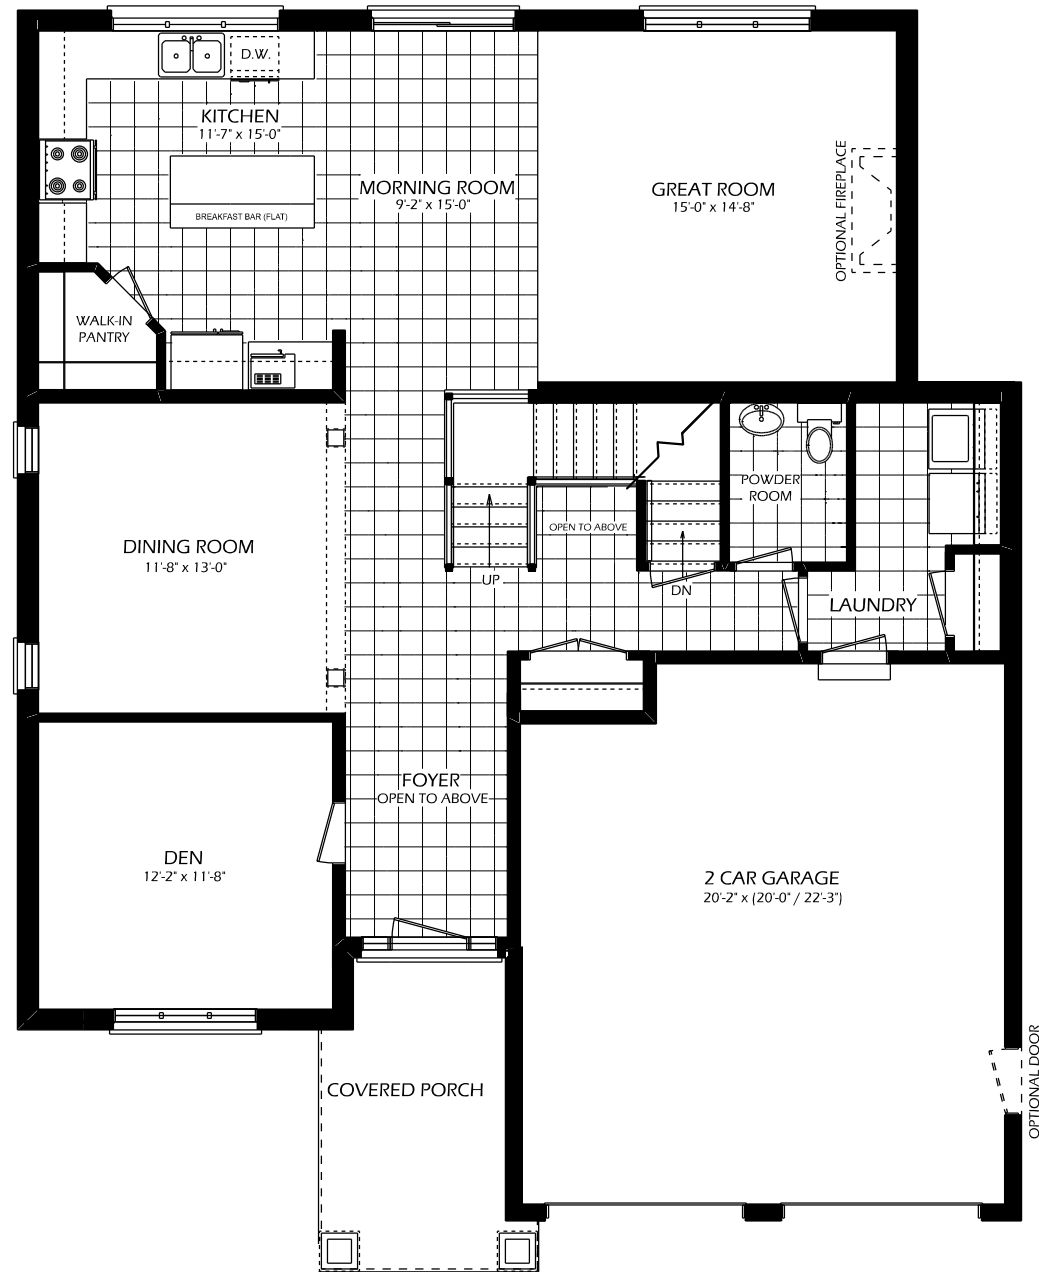 D.W.
KITCHEN
11'-7" x 15'-0"
MORNING ROOM
9'-2" x 15'-0"
GREAT ROOM
15'-0" x 14'-8"
OPTIONAL FIREPLACE
BREAKFAST BAR (FLAT)
WALK-IN
PANTRY
POWDER
ROOM
OPEN TO ABOVE
DINING ROOM
11'-8" x 13'-0"
UP
DN
LAUNDRY
FOYER
OPEN TO ABOVE
DEN
12'-2" x 11'-8"
2 CAR GARAGE
20'-2" x (20'-0" / 22'-3")
COVERED PORCH
OPTIONAL DOOR